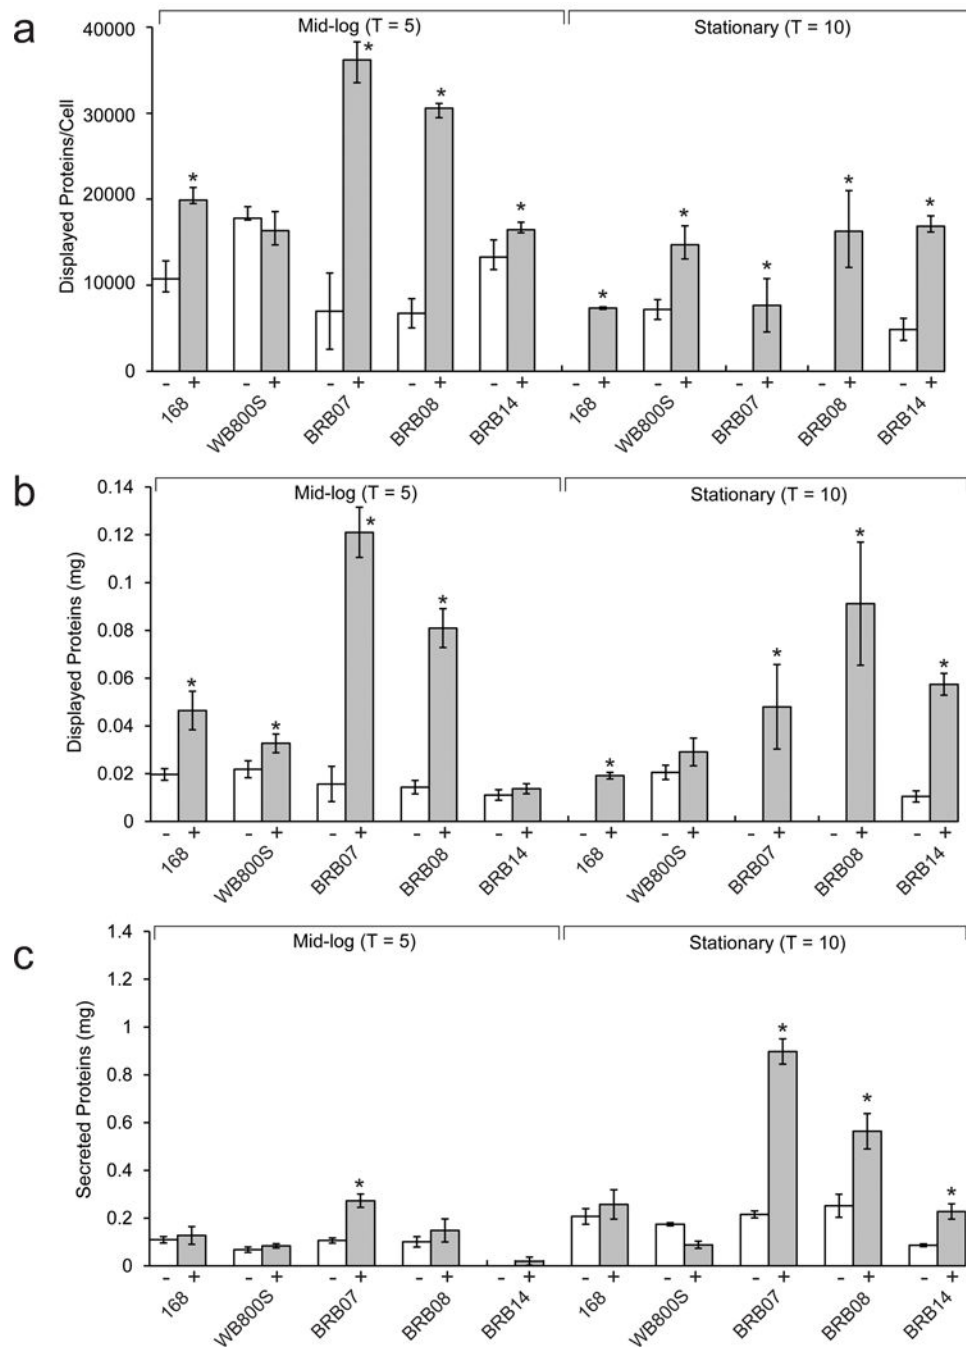 a
Mid-log (T = 5)
Stationary (T = 10)
Displayed Proteins/Cell
40000
30000
20000
10000
0
* * * * * * * * *
- + - + - + - + - + - + - + - + - + - +
168 WB800S BRB07 BRB08 BRB14 168 WB800S BRB07 BRB08 BRB14
b
Mid-log (T = 5)
Stationary (T = 10)
Displayed Proteins (mg)
0.14
0.12
0.1
0.08
0.06
0.04
0.02
0
* * * * * * * *
- + - + - + - + - + - + - + - + - + - +
168 WB800S BRB07 BRB08 BRB14 168 WB800S BRB07 BRB08 BRB14
c
Mid-log (T = 5)
Stationary (T = 10)
Secreted Proteins (mg)
1.4
1.2
1
0.8
0.6
0.4
0.2
0
* * * *
- + - + - + - + - + - + - + - + - + - +
168 WB800S BRB07 BRB08 BRB14 168 WB800S BRB07 BRB08 BRB14